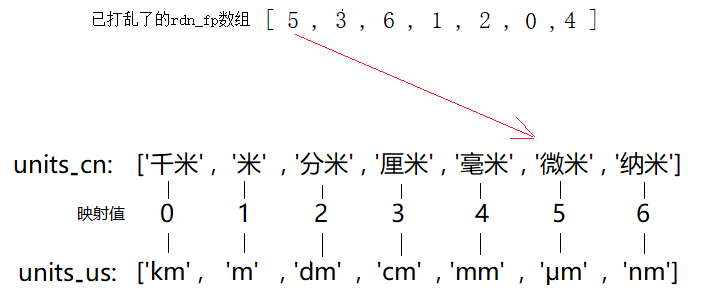 已打乱了的rdn_fp数组 [ 5 , 3 , 6 , 1 , 2 , 0 ,4 ]
units_cn: ['千米' , '米' , '分米' ,'厘米' ,'毫米' ,'微米' ,'纳米']
映射值 0 1 2 3 4 5 6
units_us: ['km' , 'm' , 'dm' , 'cm' , 'mm' , 'μm' , 'nm']